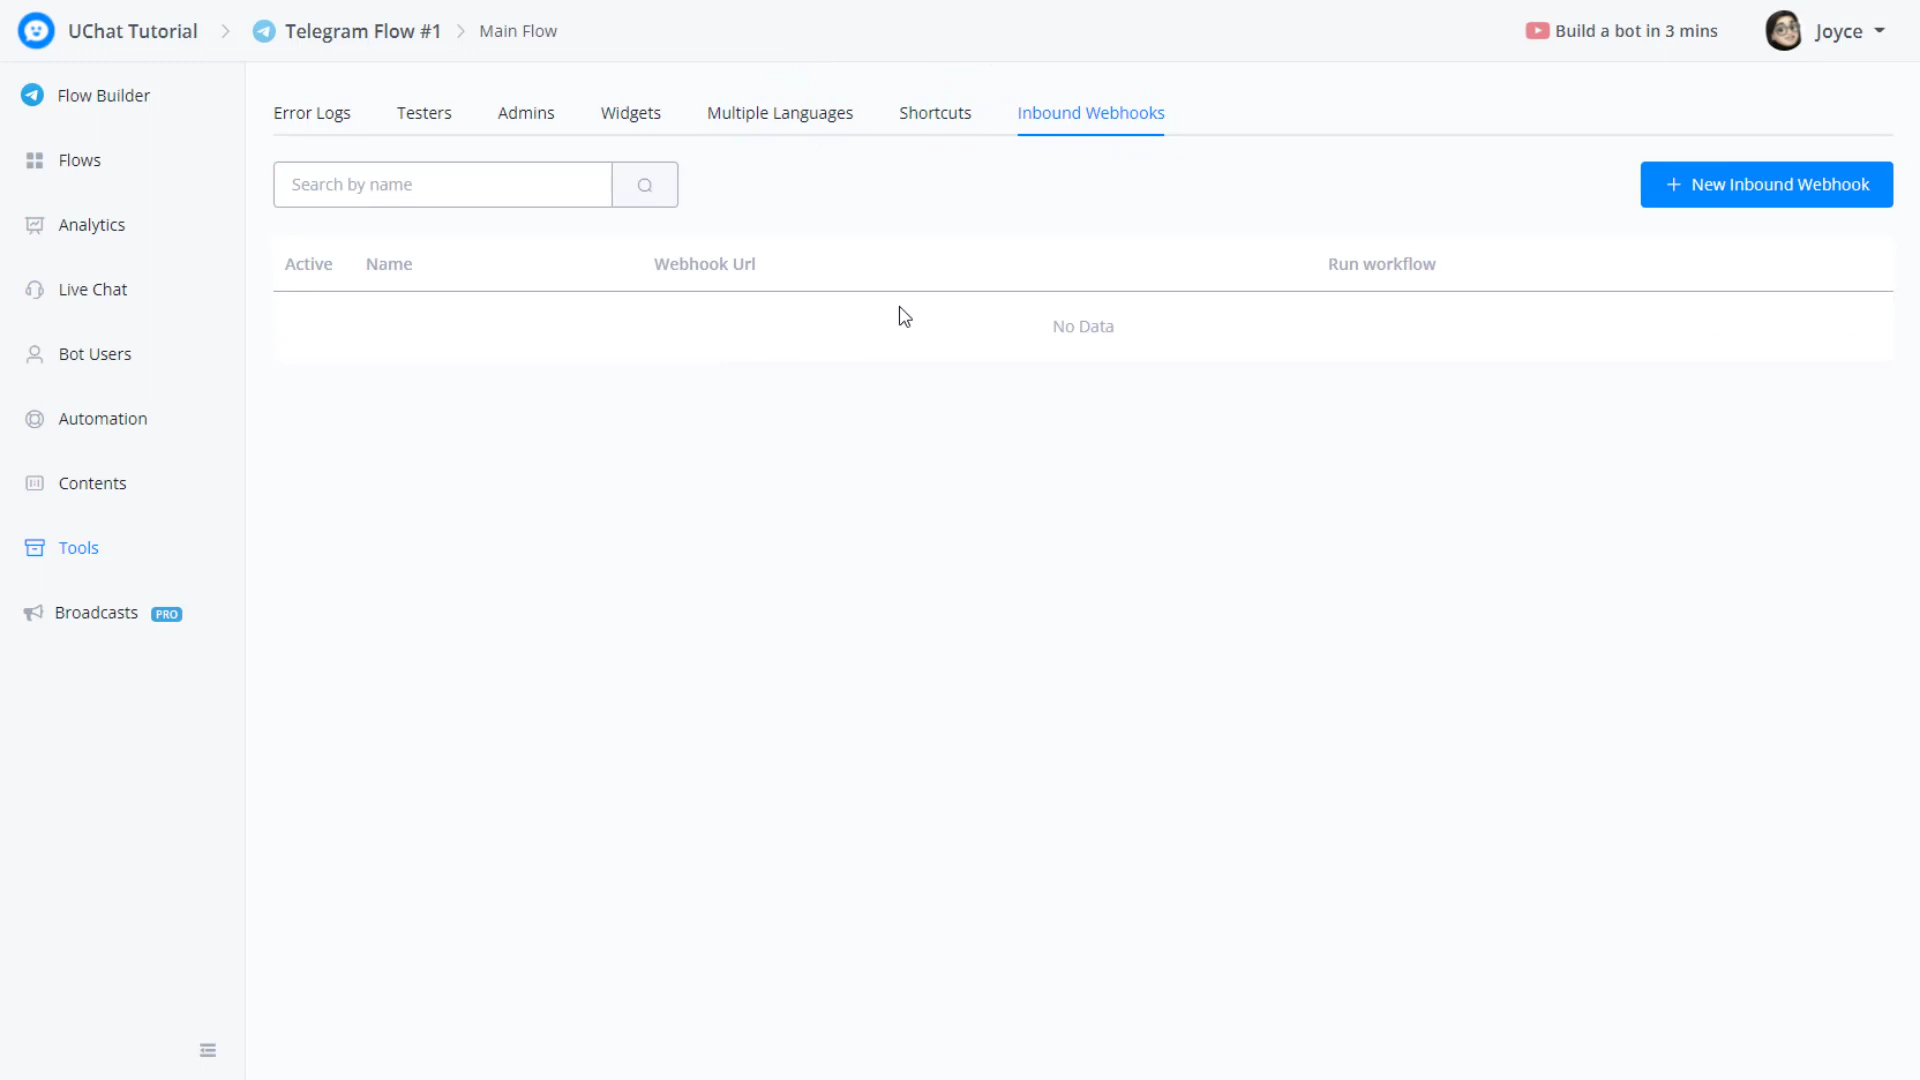 UChat Tutorial
Telegram Flow #1
Main Flow
Build a bot in 3 mins
Joyce
Flow Builder
Flows
Analytics
Live Chat
Bot Users
Automation
Contents
Tools
Broadcasts PRO
Error Logs
Testers
Admins
Widgets
Multiple Languages
Shortcuts
Inbound Webhooks
Search by name
New Inbound Webhook
Active
Name
Webhook Url
Run workflow
No Data